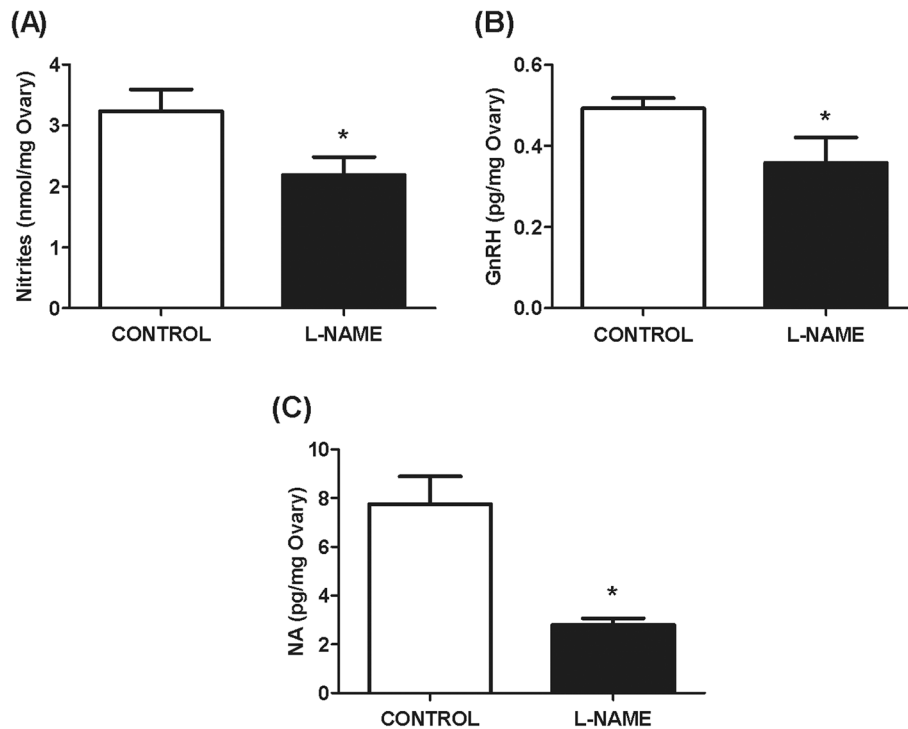 (A)
Nitrites (nmol/mg Ovary)
4
3
2
1
0
*
CONTROL
L-NAME
(B)
GnRH (pg/mg Ovary)
0.6
0.4
0.2
0.0
*
CONTROL
L-NAME
(C)
NA (pg/mg Ovary)
10
8
6
4
2
0
*
CONTROL
L-NAME